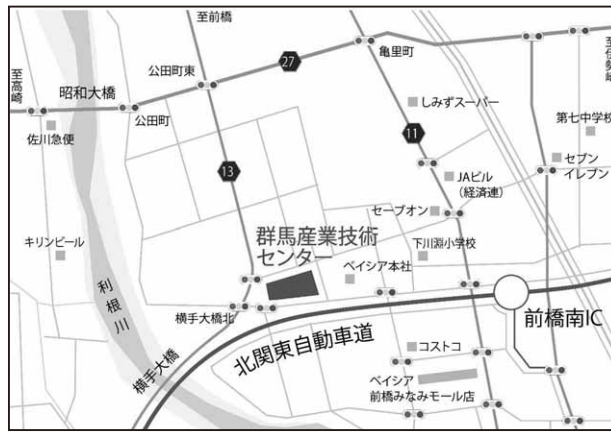 至前橋
至高崎
昭和大橋
公田町東
27
亀里町
至伊勢崎
公田町
佐川急便
しみずスーパー
11
第七中学校
13
JAビル
(経済連)
セブン
イレブン
セーブオン
キリンビール
群馬産業技術
センター
ベイシア本社
下川淵小学校
利根川
横手大橋北
前橋南IC
北関東自動車道
横手大橋
コストコ
ベイシア
前橋みなみモール店